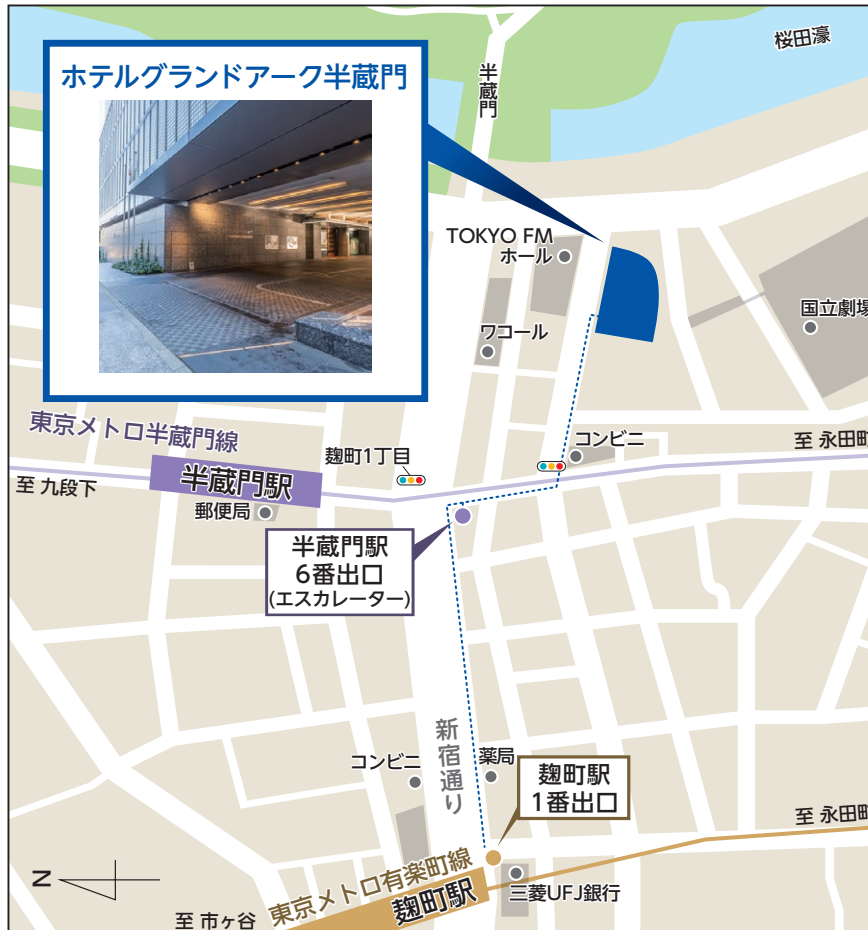 桜田濠
ホテルグランドアーク半蔵門
半蔵門
TOKYO FM
ホール
国立劇場
ワコール
東京メトロ半蔵門線
麹町1丁目
コンビニ
至 永田町
半蔵門駅
至 九段下
郵便局
半蔵門駅
6番出口
(エスカレーター)
新宿通り
コンビニ
薬局
麹町駅
1番出口
至 永田町
東京メトロ有楽町線
麹町駅
三菱UFJ銀行
N
至 市ヶ谷